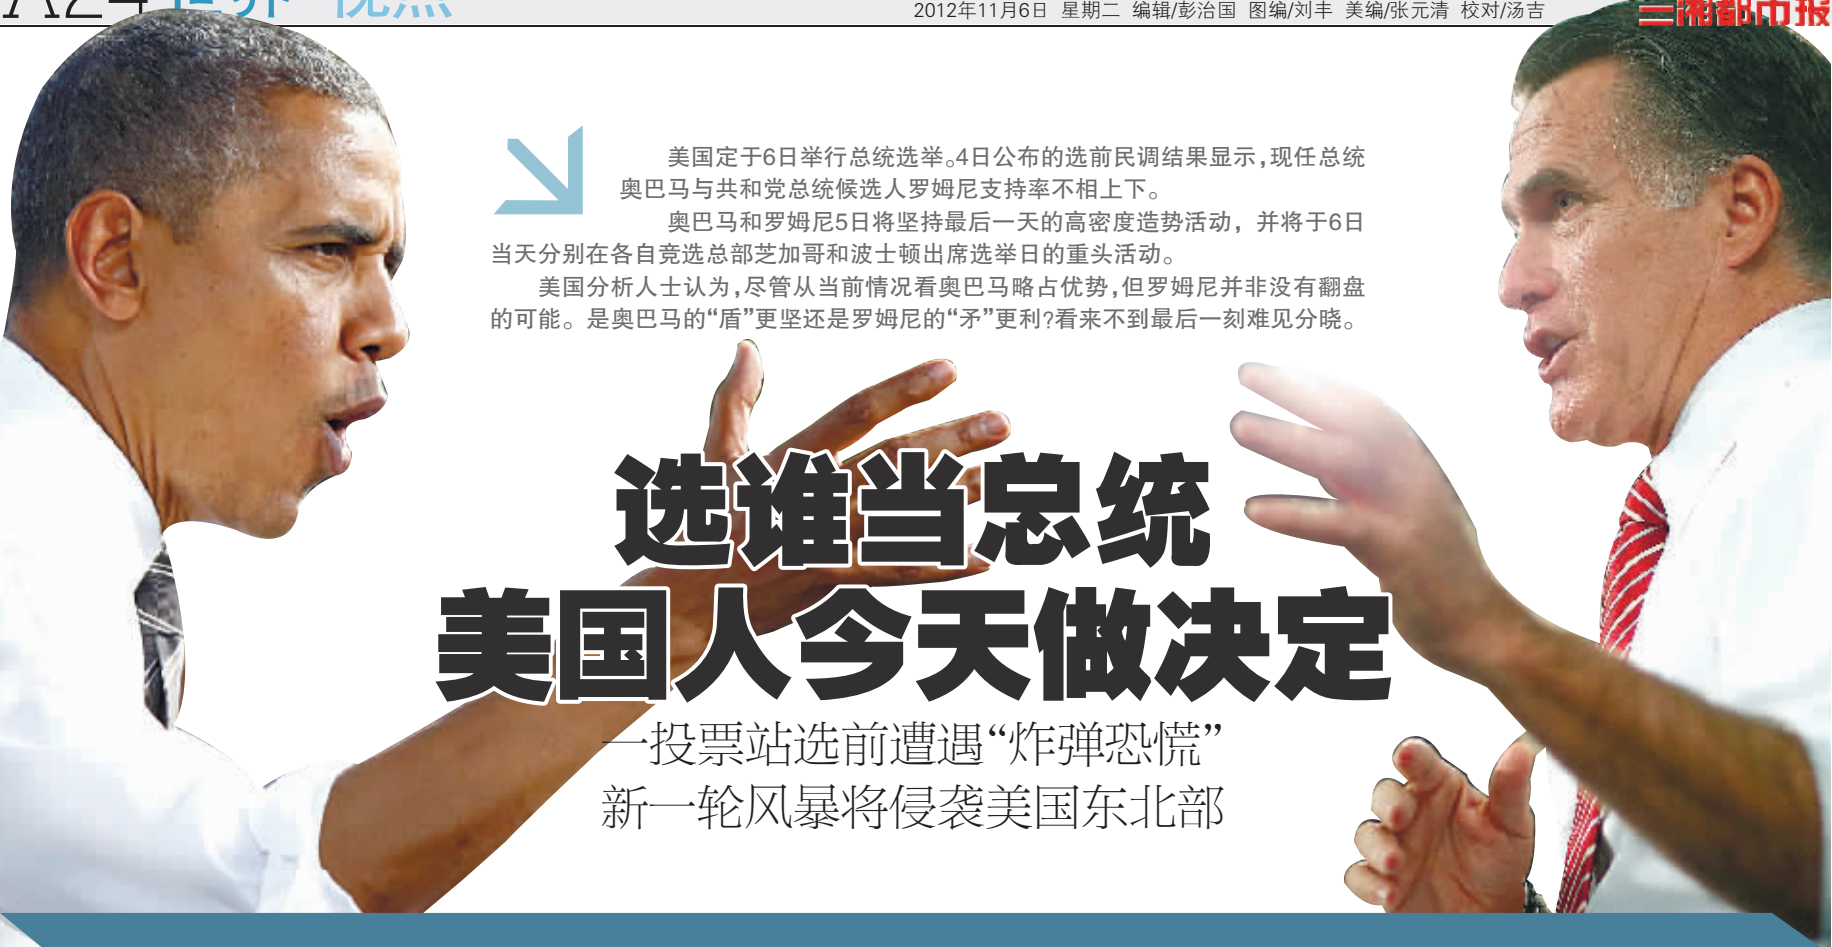 A24 世界·视点
2012年11月6日 星期二 编辑/彭治国 图编/刘丰 美编/张元清 校对/汤吉
三湘都市报
美国定于6日举行总统选举。4日公布的选前民调结果显示,现任总统
奥巴马与共和党总统候选人罗姆尼支持率不相上下。
奥巴马和罗姆尼5日将坚持最后一天的高密度造势活动，并将于6日
当天分别在各自竞选总部芝加哥和波士顿出席选举日的重头活动。
美国分析人士认为,尽管从当前情况看奥巴马略占优势,但罗姆尼并非没有翻盘
的可能。是奥巴马的“盾”更坚还是罗姆尼的“矛”更利?看来不到最后一刻难见分晓。
选谁当总统
美国人今天做决定
一投票站选前遭遇“炸弹恐慌”
新一轮风暴将侵袭美国东北部